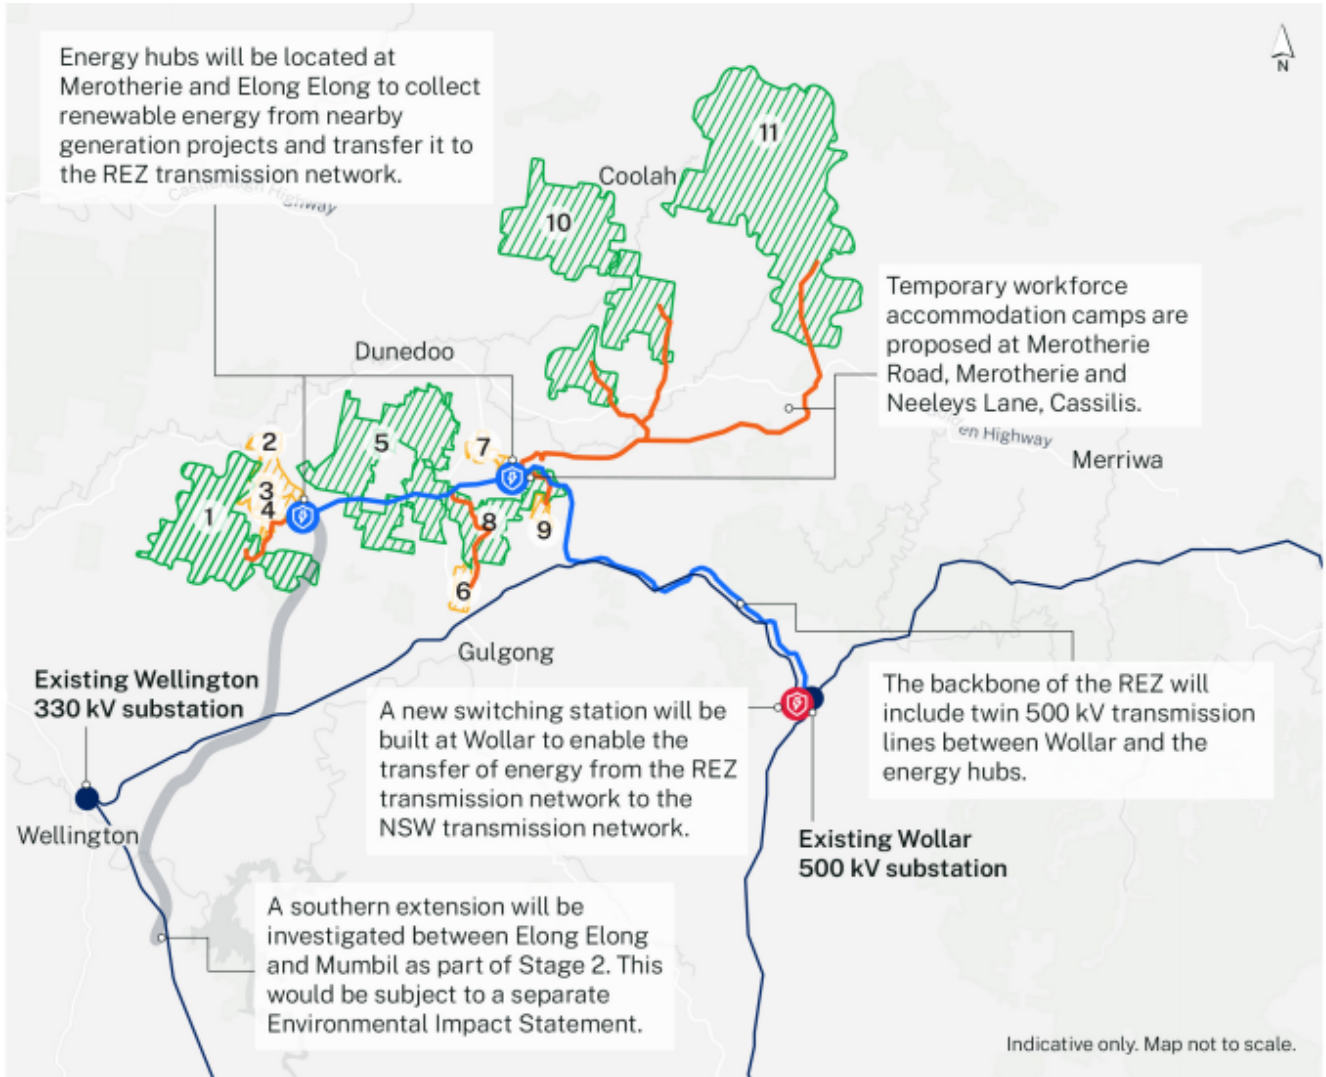 Energy hubs will be located at
Merotherie and Elong Elong to collect
renewable energy from nearby
generation projects and transfer it to
the REZ transmission network.
Highway
N
11
Coolah
10
Temporary workforce
accommodation camps are
proposed at Merotherie
Road, Merotherie and
Neeleys Lane, Cassilis.
en Highway
Merriwa
Dunedoo
2
5
7
3
4
1
8
9
6
Gulgong
Existing Wellington
330 kV substation
Wellington
A new switching station will be
built at Wollar to enable the
transfer of energy from the REZ
transmission network to the
NSW transmission network.
The backbone of the REZ will
include twin 500 kV transmission
lines between Wollar and the
energy hubs.
Existing Wollar
500 kV substation
A southern extension will be
investigated between Elong Elong
and Mumbil as part of Stage 2. This
would be subject to a separate
Environmental Impact Statement.
Indicative only. Map not to scale.